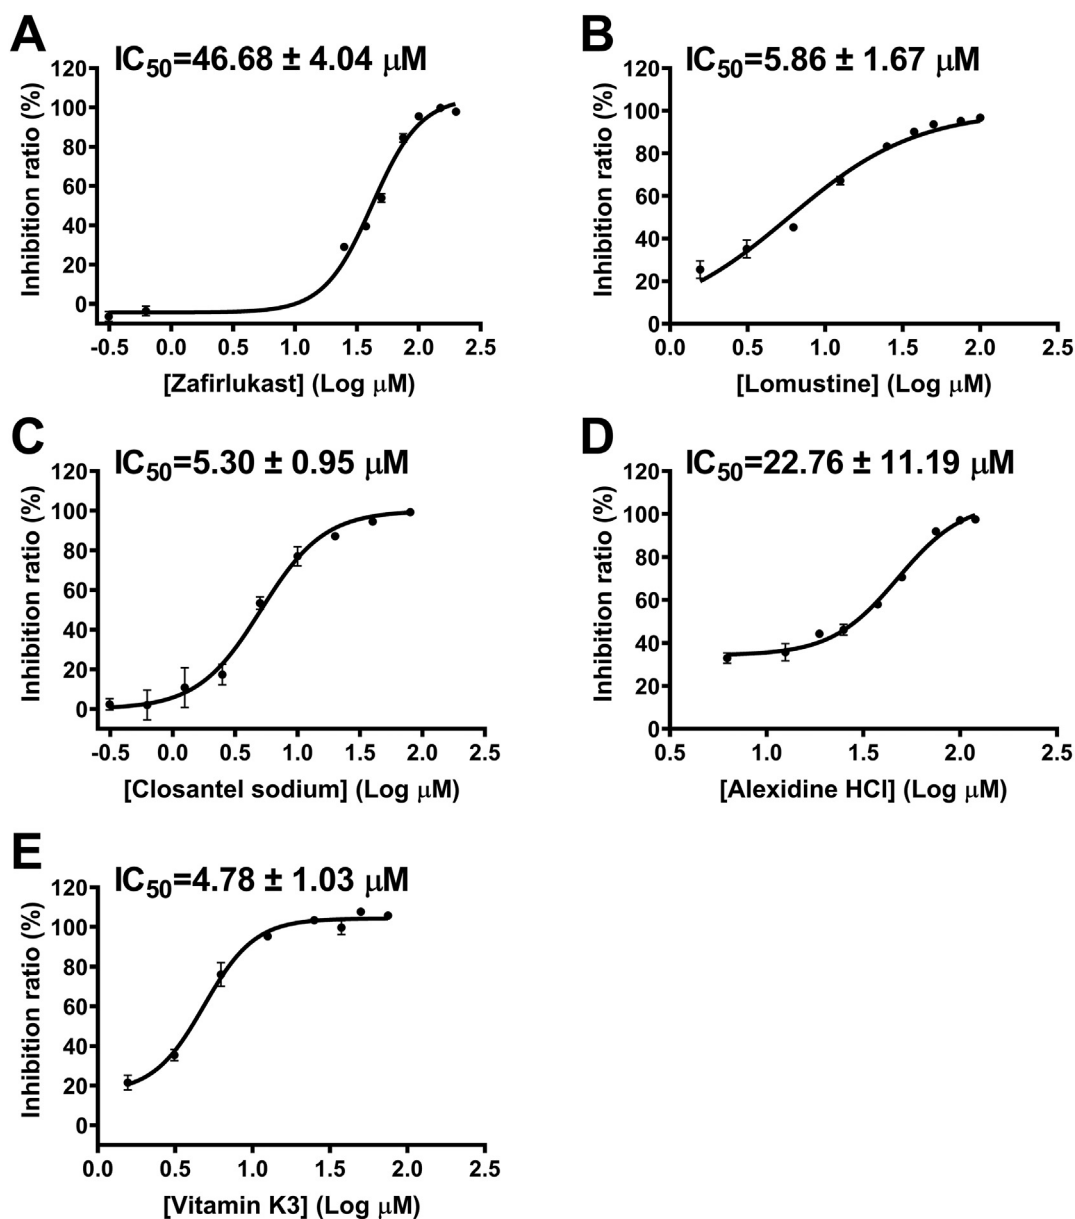 A
IC50=46.68 ± 4.04 μM
Inhibition ratio (%)
120
100
80
60
40
20
0
-0.5 0.0 0.5 1.0 1.5 2.0 2.5
[Zafirlukast] (Log μM)
B
IC50=5.86 ± 1.67 μM
Inhibition ratio (%)
120
100
80
60
40
20
0
0.0 0.5 1.0 1.5 2.0 2.5
[Lomustine] (Log μM)
C
IC50=5.30 ± 0.95 μM
Inhibition ratio (%)
120
100
80
60
40
20
0
-0.5 0.0 0.5 1.0 1.5 2.0 2.5
[Closantel sodium] (Log μM)
D
IC50=22.76 ± 11.19 μM
Inhibition ratio (%)
120
100
80
60
40
20
0
0.5 1.0 1.5 2.0 2.5
[Alexidine HCl] (Log μM)
E
IC50=4.78 ± 1.03 μM
Inhibition ratio (%)
120
100
80
60
40
20
0
0.0 0.5 1.0 1.5 2.0 2.5
[Vitamin K3] (Log μM)